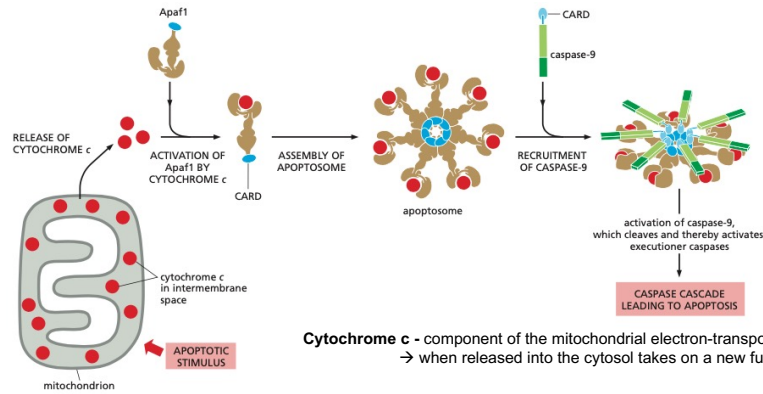 Apaf1
CARD
caspase-9
RELEASE OF
CYTOCHROME c
ACTIVATION OF
Apaf1 BY
CYTOCHROME c
CARD
ASSEMBLY OF
APOPTOSOME
apoptosome
RECRUITMENT
OF CASPASE-9
activation of caspase-9,
which cleaves and thereby activates
executioner caspases
CASPASE CASCADE
LEADING TO APOPTOSIS
cytochrome c
in intermembrane
space
APOPTOTIC
STIMULUS
mitochondrion
Cytochrome c - component of the mitochondrial electron-transpo
→ when released into the cytosol takes on a new fu